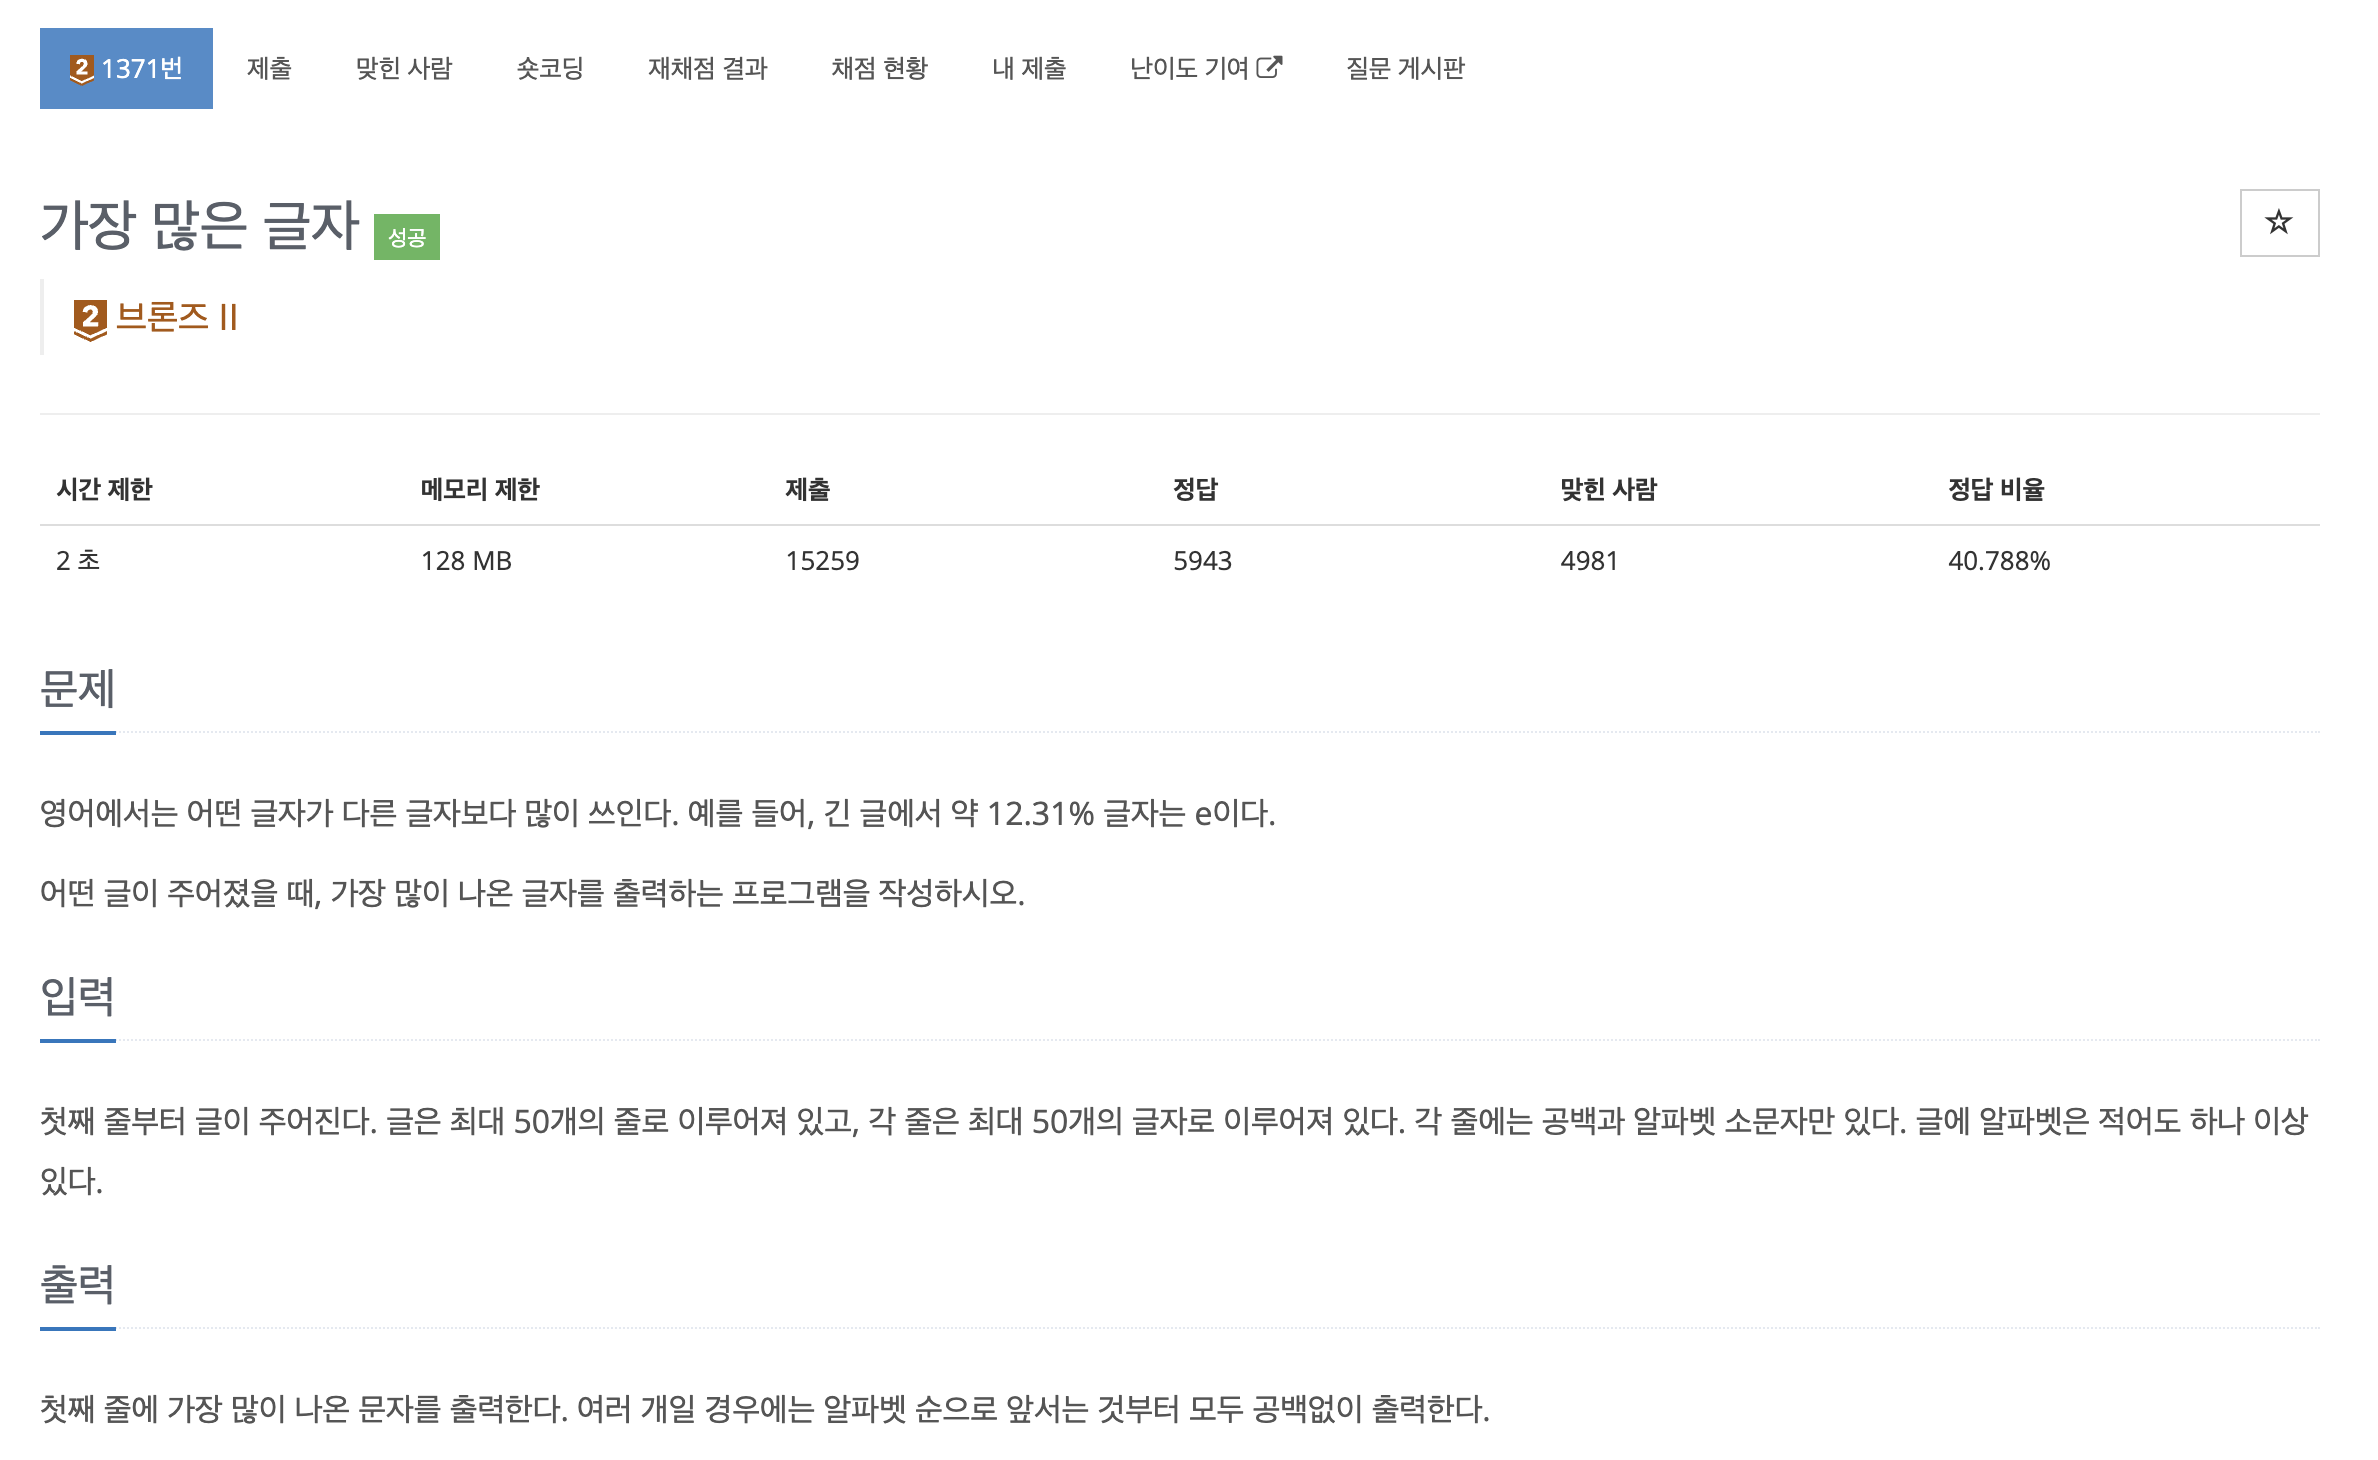 2 1371번 제출 맞힌 사람 숏코딩 재채점 결과 채점 현황 내 제출 난이도 기여 질문 게시판
가장 많은 글자 성공
2 브론즈 II
시간 제한 메모리 제한 제출 정답 맞힌 사람 정답 비율
2 초 128 MB 15259 5943 4981 40.788%
문제
영어에서는 어떤 글자가 다른 글자보다 많이 쓰인다. 예를 들어, 긴 글에서 약 12.31% 글자는 e이다.
어떤 글이 주어졌을 때, 가장 많이 나온 글자를 출력하는 프로그램을 작성하시오.
입력
첫째 줄부터 글이 주어진다. 글은 최대 50개의 줄로 이루어져 있고, 각 줄은 최대 50개의 글자로 이루어져 있다. 각 줄에는 공백과 알파벳 소문자만 있다. 글에 알파벳은 적어도 하나 이상
있다.
출력
첫째 줄에 가장 많이 나온 문자를 출력한다. 여러 개일 경우에는 알파벳 순으로 앞서는 것부터 모두 공백없이 출력한다.